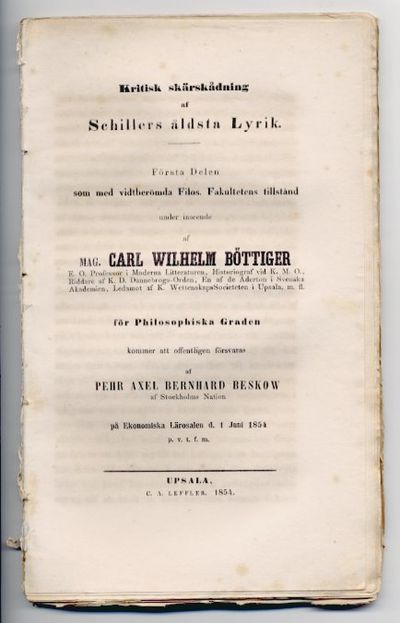 Kritisk skärskådning
af
Schillers äldsta Lyrik.
Första Delen
som med vidtberömda Filos. Fakultetens tillstånd
under inseende
af
MAG. CARL WILHELM BÖTTIGER
E. O. Professor i Moderna Litteraturen, Historiograf vid K. M. O.,
Riddare af K. D. Dannebrogs-Orden, En af de Aderton i Svenska
Akademien, Ledamot af K. VettenskapsSocieteten i Upsala, m. fl.
för Philosophiska Graden
kommer att offentligen försvaras
af
PEHR AXEL BERNHARD BESKOW
af Stockholms Nation
på Ekonomiska Lärosalen d. 1 Juni 1854
p. v. t. f. m.
UPSALA,
C. A. LEFFLER. 1854.